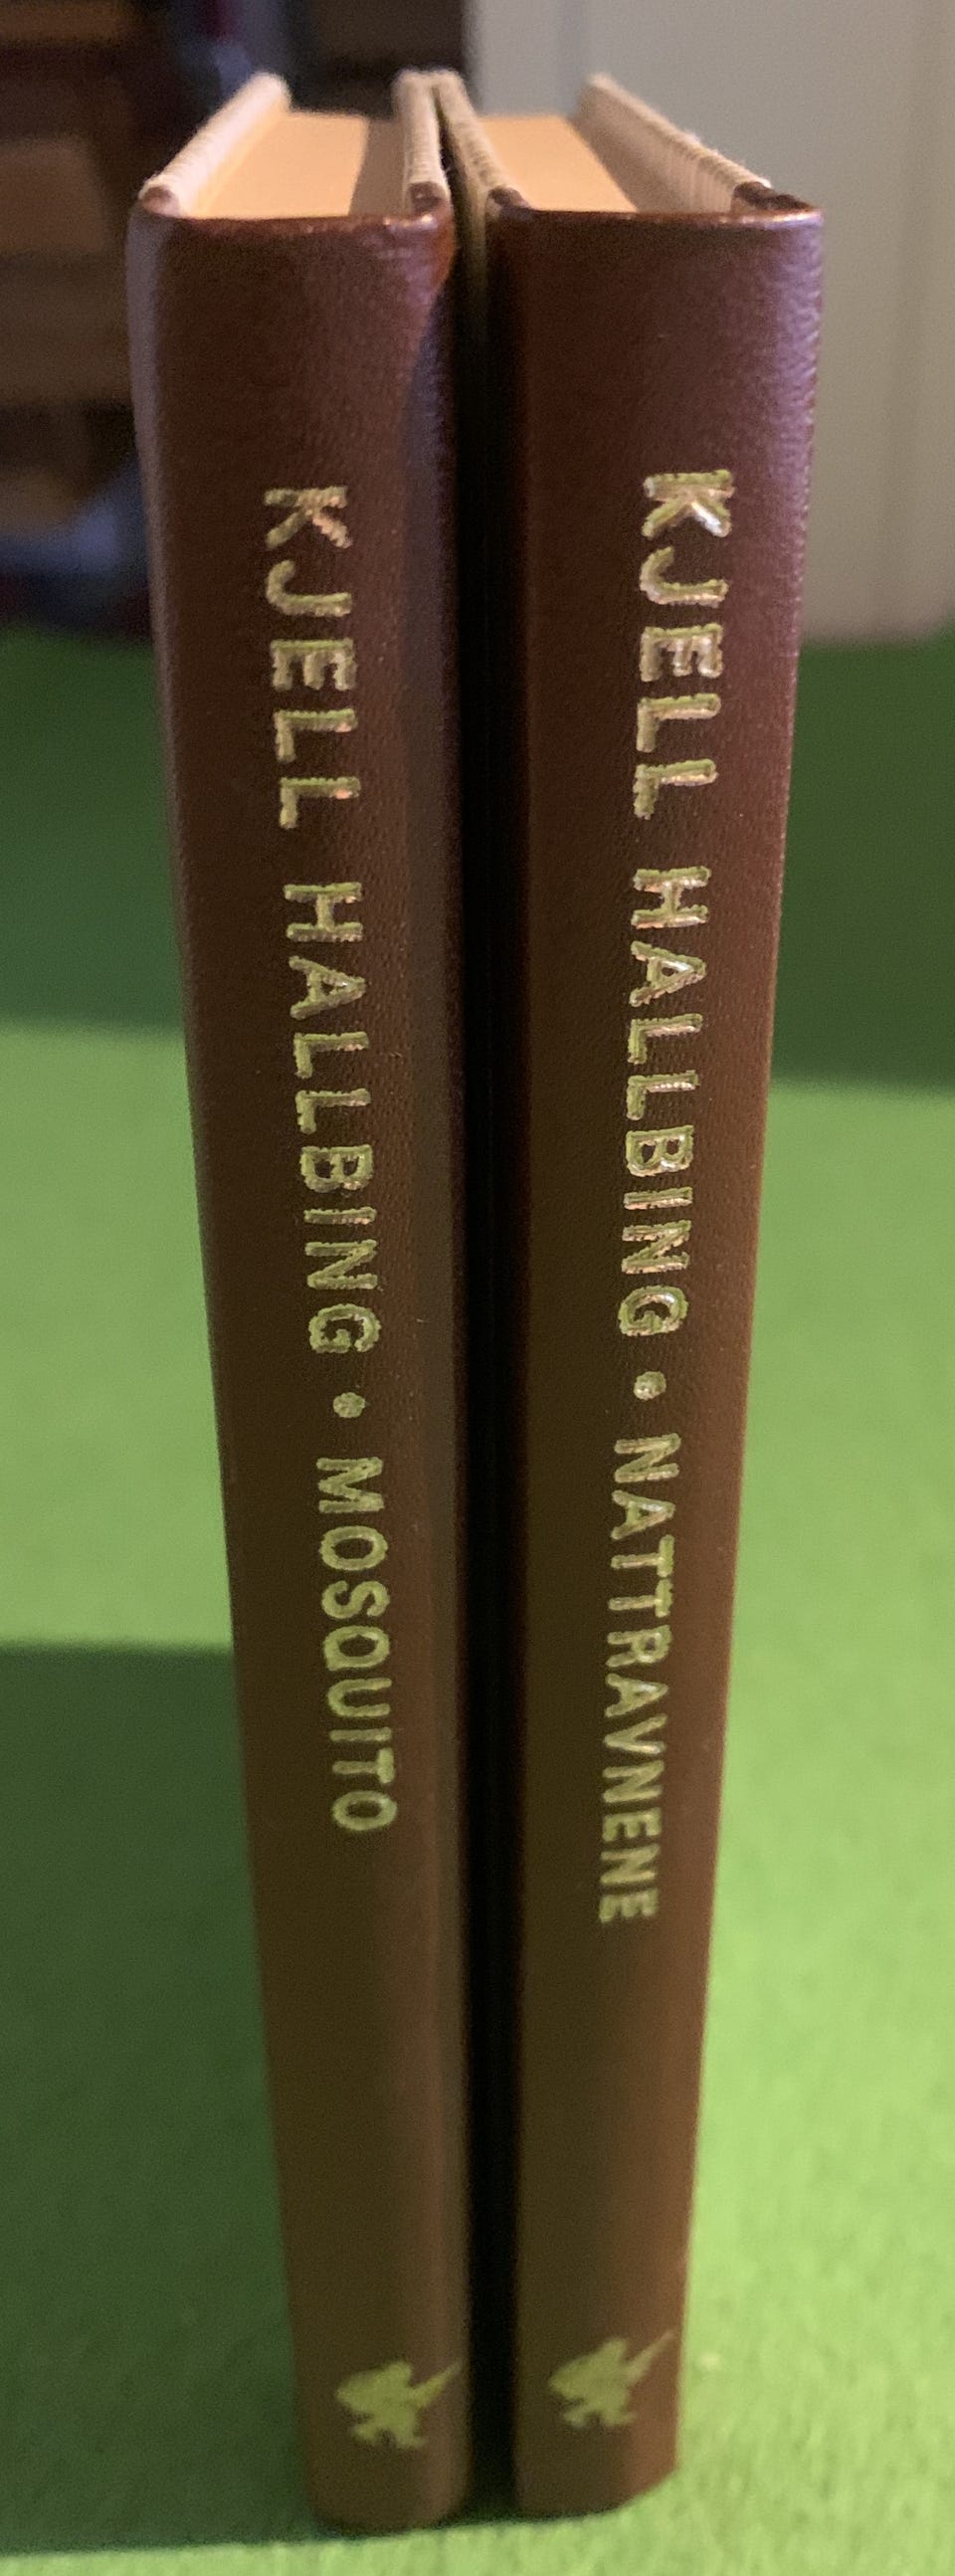 KJELL HALLBING • MOSQUITO
KJELL HALLBING • NATTRAVNENE